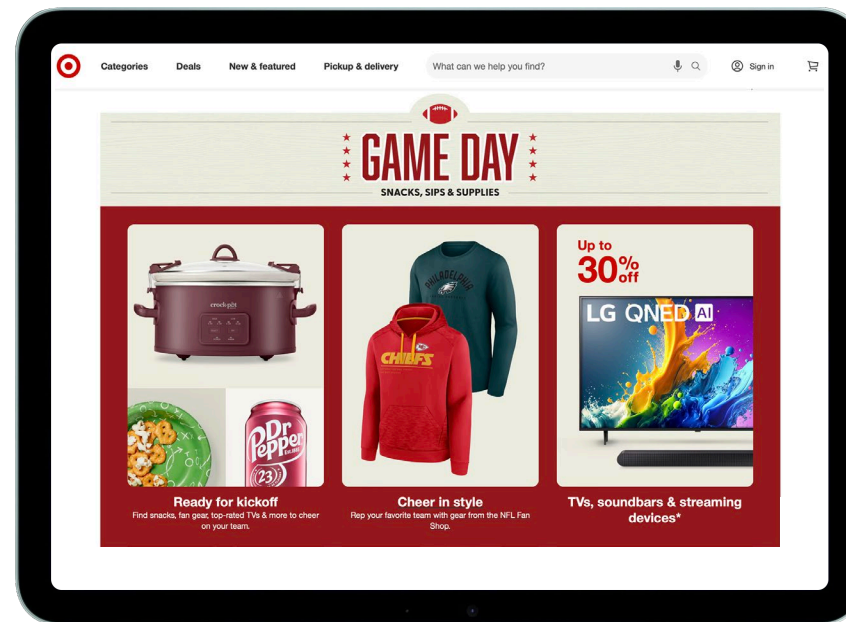 Categories
Deals
New & featured
Pickup & delivery
What can we help you find?
Sign in
GAME DAY
SNACKS, SIPS & SUPPLIES
crockpot
Dr
Pepper
23
Ready for kickoff
Find snacks, fan gear, top-rated TVs & more to cheer
on your team.
PHILADELPHIA
CHIEFS
Cheer in style
Rep your favorite team with gear from the NFL Fan
Shop.
Up to
30%
off
LG QNED AI
TVs, soundbars & streaming
devices*